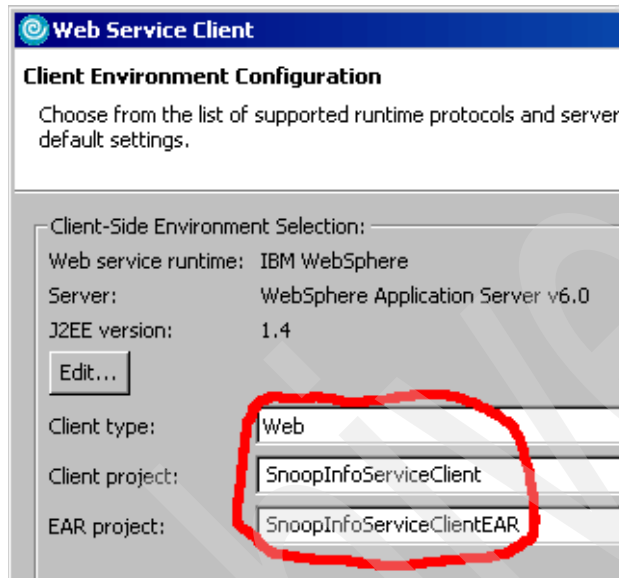 Web Service Client
Client Environment Configuration
Choose from the list of supported runtime protocols and server
default settings.
Client-Side Environment Selection:
Web service runtime: IBM WebSphere
Server: WebSphere Application Server v6.0
J2EE version: 1.4
Edit...
Client type: Web
Client project: SnoopInfoServiceClient
EAR project: SnoopInfoServiceClientEAR